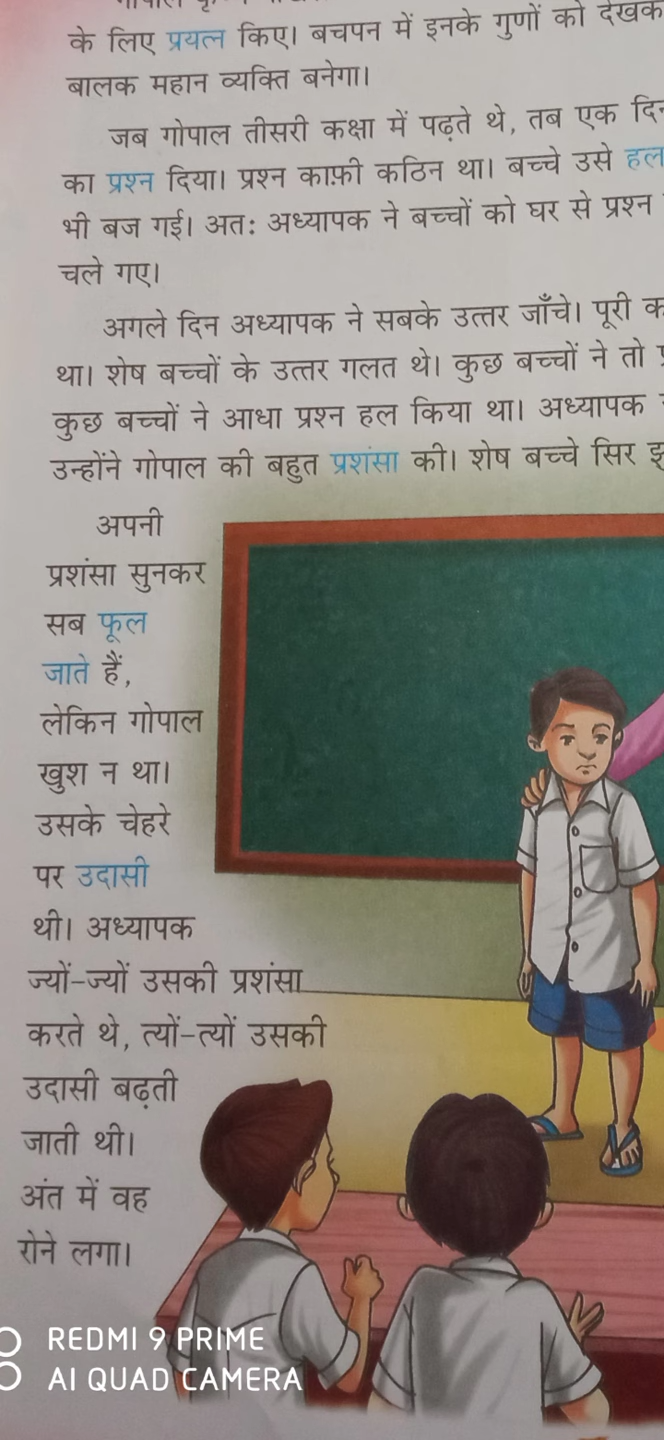 के लिए प्रयत्न किए। बचपन में इनके गुणों को
बालक महान व्यक्ति बनेगा।
जब गोपाल तीसरी कक्षा में पढ़ते थे, तब एक
का प्रश्न दिया। प्रश्न काफ़ी कठिन था। बच्चे उसे हल
भी बज गई। अतः अध्यापक ने बच्चों को घर से प्रश्न
चले गए।
अगले दिन अध्यापक ने सबके उत्तर जाँचे। पूरी
था। शेष बच्चों के उत्तर गलत थे। कुछ बच्चों ने तो
कुछ बच्चों ने आधा प्रश्न हल किया था। अध्यापक
उन्होंने गोपाल की बहुत प्रशंसा की। शेष बच्चे सिर
अपनी
प्रशंसा सुनकर
सब फूल
जाते हैं,
लेकिन गोपाल
खुश न था।
उसके चेहरे
पर उदासी
थी। अध्यापक
ज्यों-ज्यों उसकी प्रशंसा
करते थे, त्यों-त्यों उसकी
उदासी बढ़ती
जाती थी।
अंत में वह
रोने लगा।
REDMI 9 PRIME
AI QUAD CAMERA